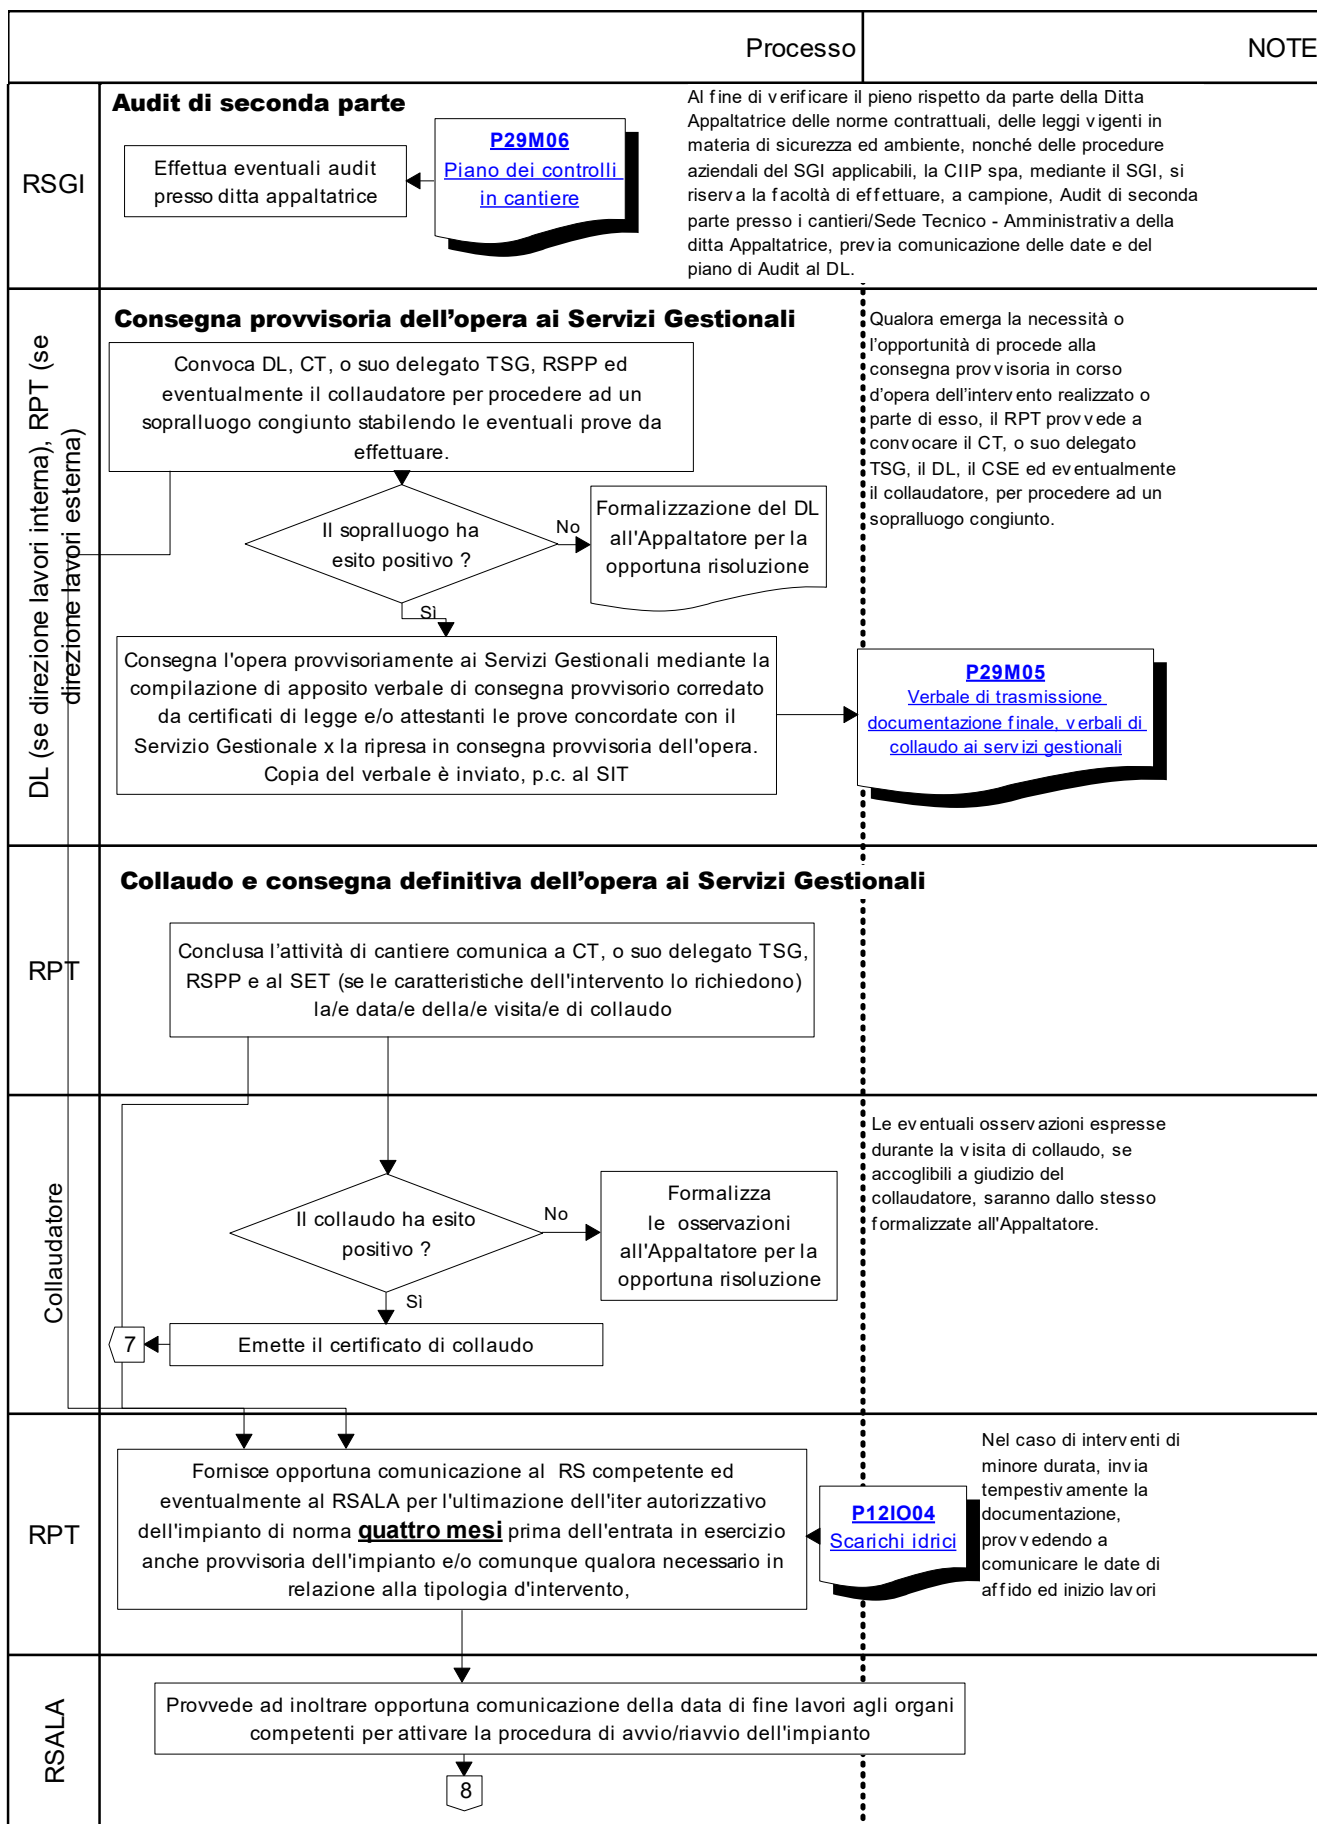 Processo
NOTE
RSGI
Audit di seconda parte
Effettua eventuali audit
presso ditta appaltatrice
P29M06
Piano dei controlli
in cantiere
Al fine di verificare il pieno rispetto da parte della Ditta
Appaltatrice delle norme contrattuali, delle leggi vigenti in
materia di sicurezza ed ambiente, nonché delle procedure
aziendali del SGI applicabili, la CIIP spa, mediante il SGI, si
riserva la facoltà di effettuare, a campione, Audit di seconda
parte presso i cantieri/Sede Tecnico - Amministrativa della
ditta Appaltatrice, previa comunicazione delle date e del
piano di Audit al DL.
DL (se direzione lavori interna), RPT (se
direzione lavori esterna)
Consegna provvisoria dell'opera ai Servizi Gestionali
Convoca DL, CT, o suo delegato TSG, RSPP ed
eventualmente il collaudatore per procedere ad un
sopralluogo congiunto stabilendo le eventuali prove da
effettuare.
Il sopralluogo ha
esito positivo ?
No
Formalizzazione del DL
all'Appaltatore per la
opportuna risoluzione
Sì
Consegna l'opera provvisoriamente ai Servizi Gestionali mediante la
compilazione di apposito verbale di consegna provvisorio corredato
da certificati di legge e/o attestanti le prove concordate con il
Servizio Gestionale x la ripresa in consegna provvisoria dell'opera.
Copia del verbale è inviato, p.c. al SIT
Qualora emerga la necessità o
l'opportunità di procede alla
consegna provvisoria in corso
d'opera dell'intervento realizzato o
parte di esso, il RPT provvede a
convocare il CT, o suo delegato
TSG, il DL, il CSE ed eventualmente
il collaudatore, per procedere ad un
sopralluogo congiunto.
P29M05
Verbale di trasmissione
documentazione finale, verbali di
collaudo ai servizi gestionali
RPT
Collaudo e consegna definitiva dell'opera ai Servizi Gestionali
Conclusa l'attività di cantiere comunica a CT, o suo delegato TSG,
RSPP e al SET (se le caratteristiche dell'intervento lo richiedono)
la/e data/e della/e visita/e di collaudo
Collaudatore
Il collaudo ha esito
positivo ?
No
Formalizza
le osservazioni
all'Appaltatore per la
opportuna risoluzione
Sì
7
Emette il certificato di collaudo
Le eventuali osservazioni espresse
durante la visita di collaudo, se
accoglibili a giudizio del
collaudatore, saranno dallo stesso
formalizzate all'Appaltatore.
RPT
Fornisce opportuna comunicazione al RS competente ed
eventualmente al RSALA per l'ultimazione dell'iter autorizzativo
dell'impianto di norma quattro mesi prima dell'entrata in esercizio
anche provvisoria dell'impianto e/o comunque qualora necessario in
relazione alla tipologia d'intervento,
P12IO04
Scarichi idrici
Nel caso di interventi di
minore durata, invia
tempestivamente la
documentazione,
provvedendo a
comunicare le date di
affido ed inizio lavori
RSALA
Provvede ad inoltrare opportuna comunicazione della data di fine lavori agli organi
competenti per attivare la procedura di avvio/riavvio dell'impianto
8